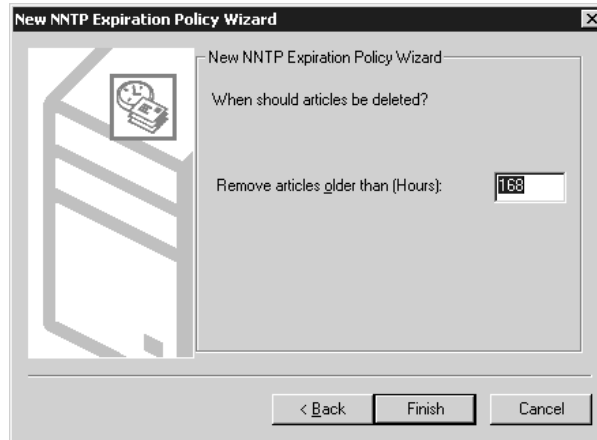 New NNTP Expiration Policy Wizard
New NNTP Expiration Policy Wizard
When should articles be deleted?
Remove articles older than (Hours):
168
< Back
Finish
Cancel